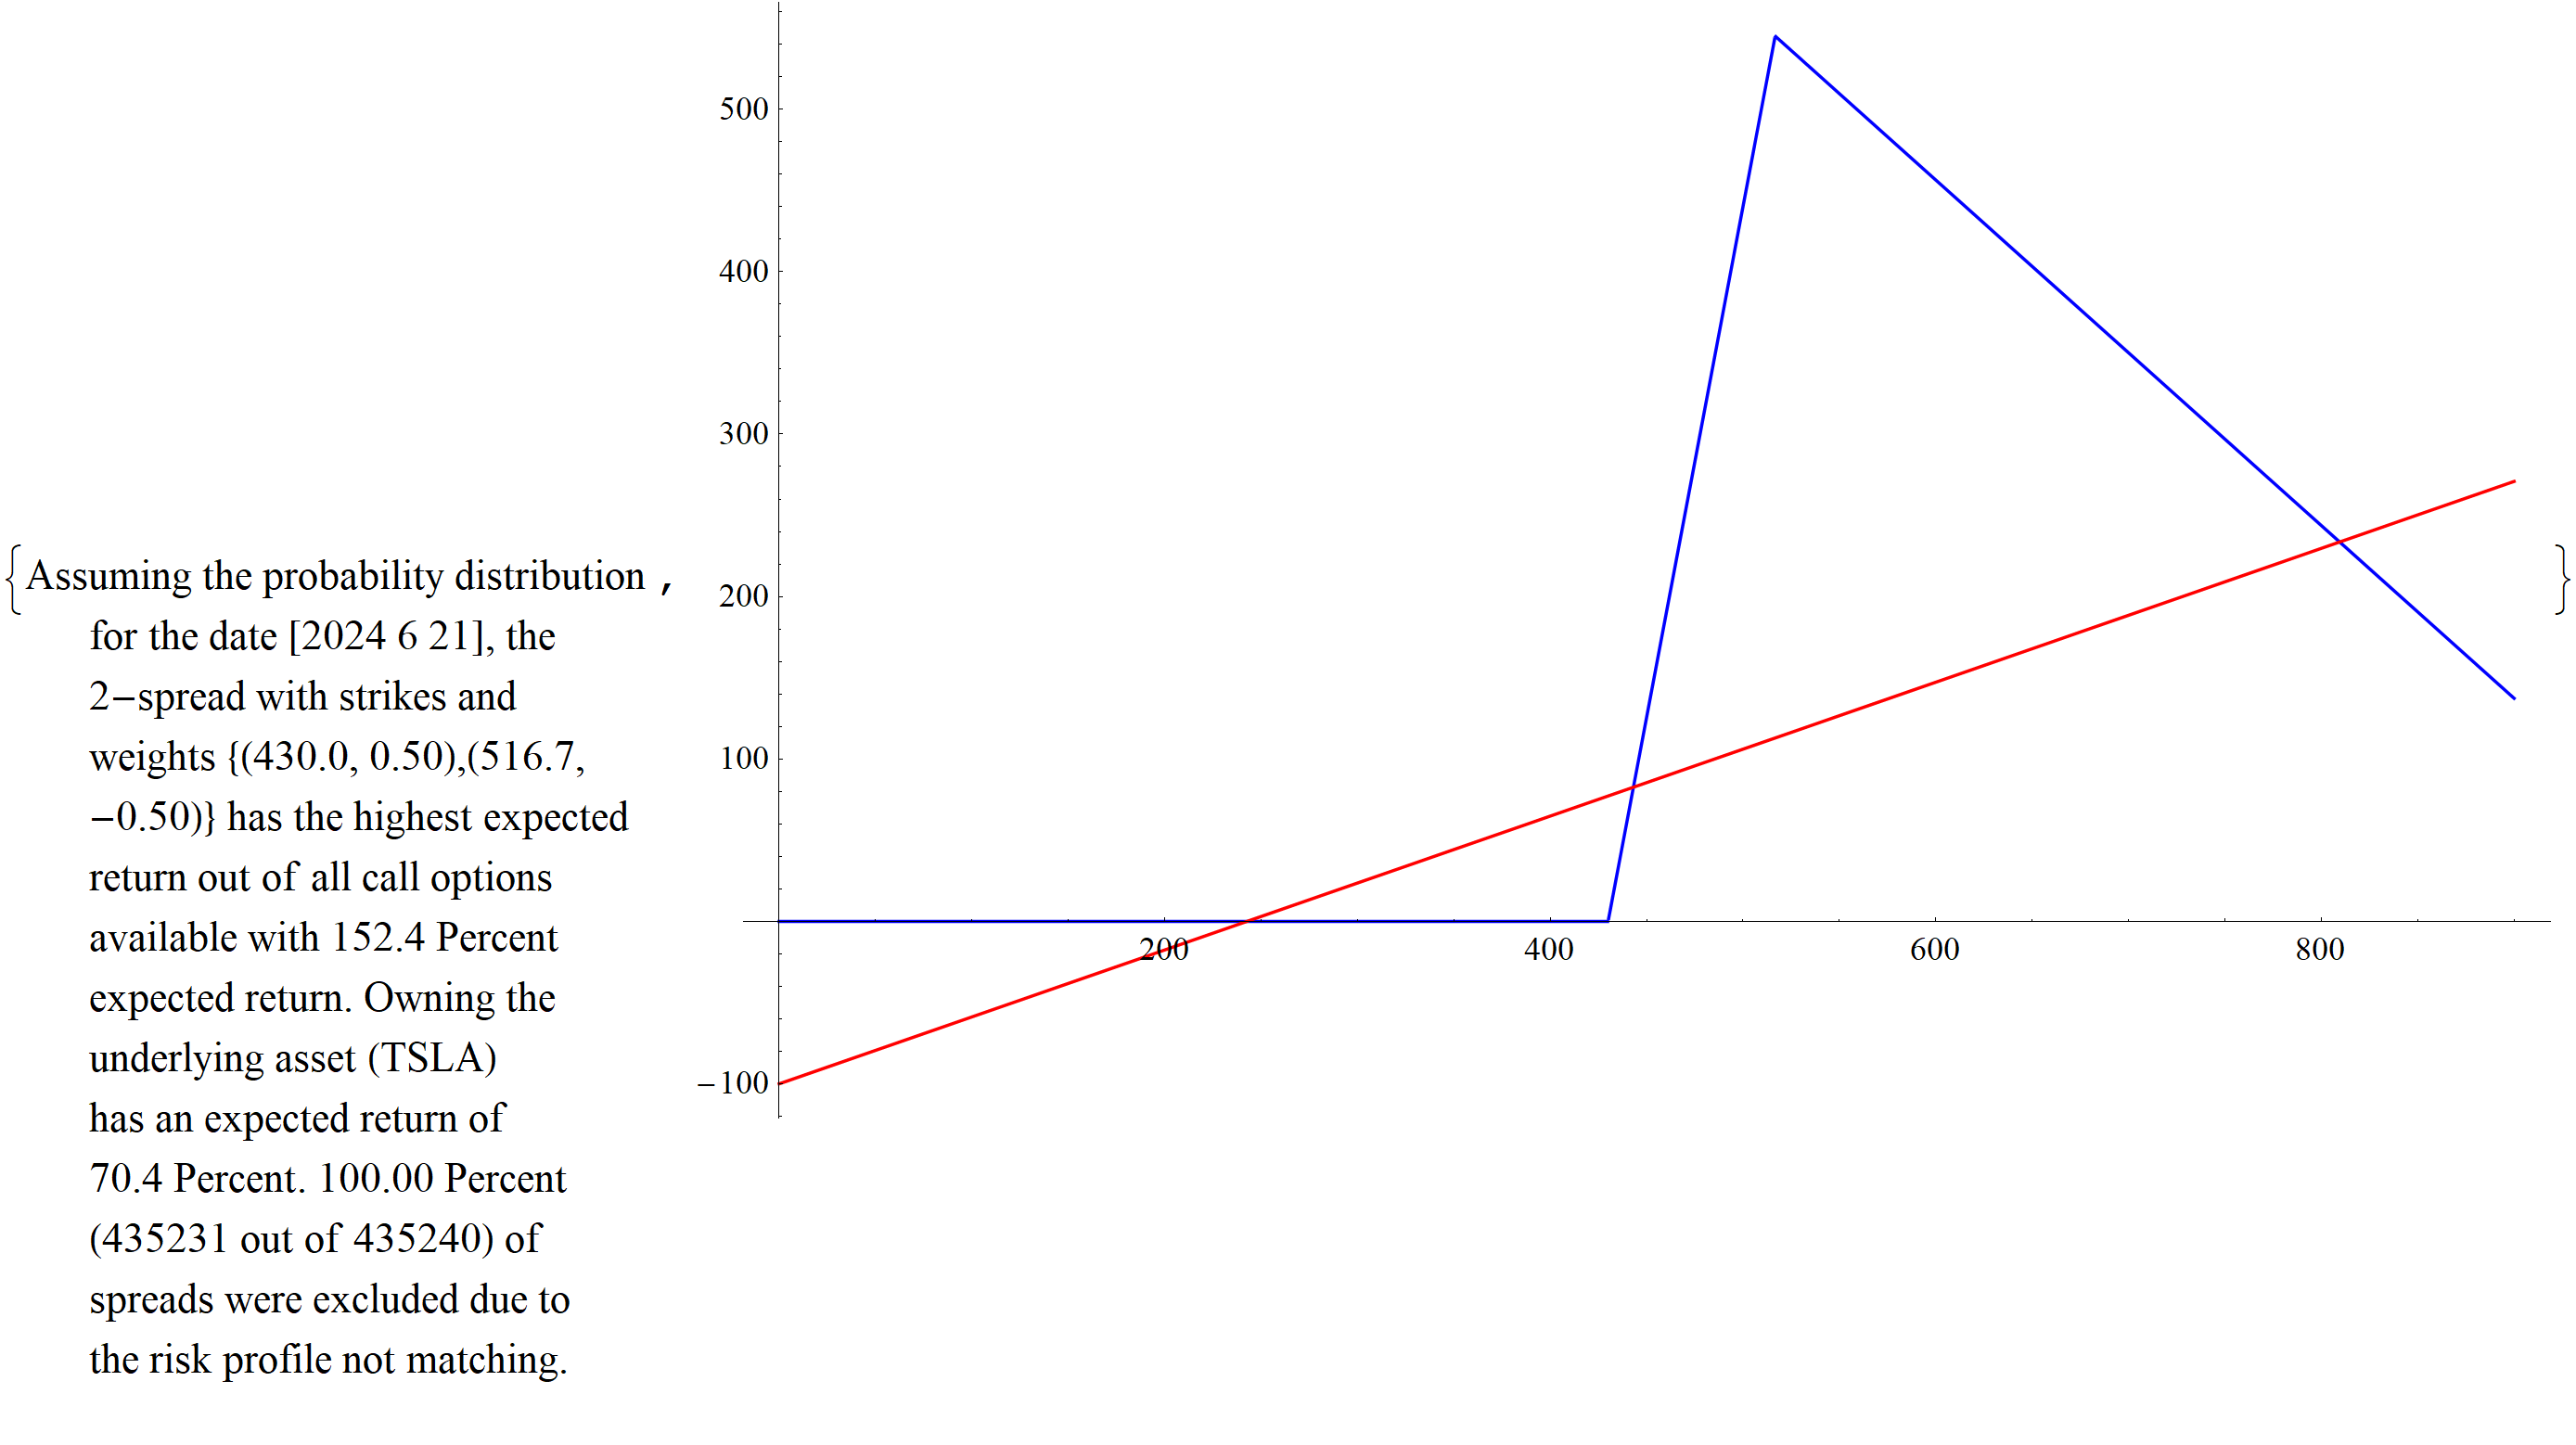 {Assuming the probability distribution ,
for the date [2024 6 21], the
2−spread with strikes and
weights {(430.0, 0.50),(516.7,
−0.50)} has the highest expected
return out of all call options
available with 152.4 Percent
expected return. Owning the
underlying asset (TSLA)
has an expected return of
70.4 Percent. 100.00 Percent
(435231 out of 435240) of
spreads were excluded due to
the risk profile not matching.
500
400
300
200
100
−100
200
400
600
800
}